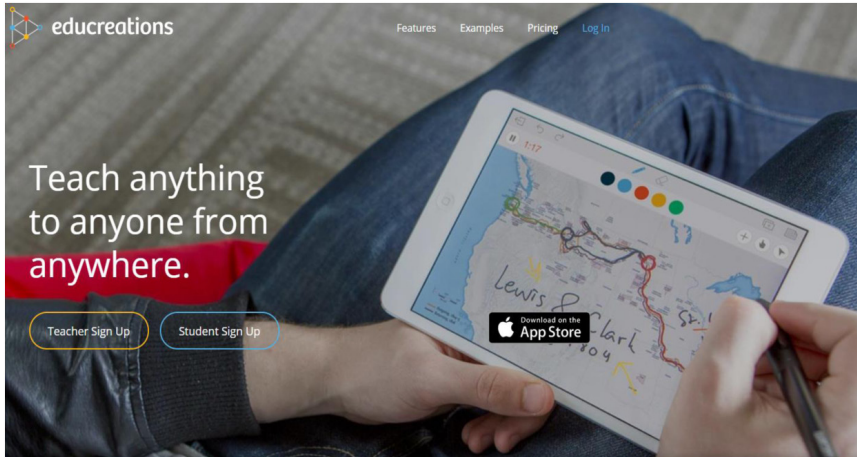 educreations
Features Examples Pricing Log In
1:17
Teach anything
to anyone from
anywhere.
Teacher Sign Up Student Sign Up
Lewis &
Clark
1804
Download on the
App Store